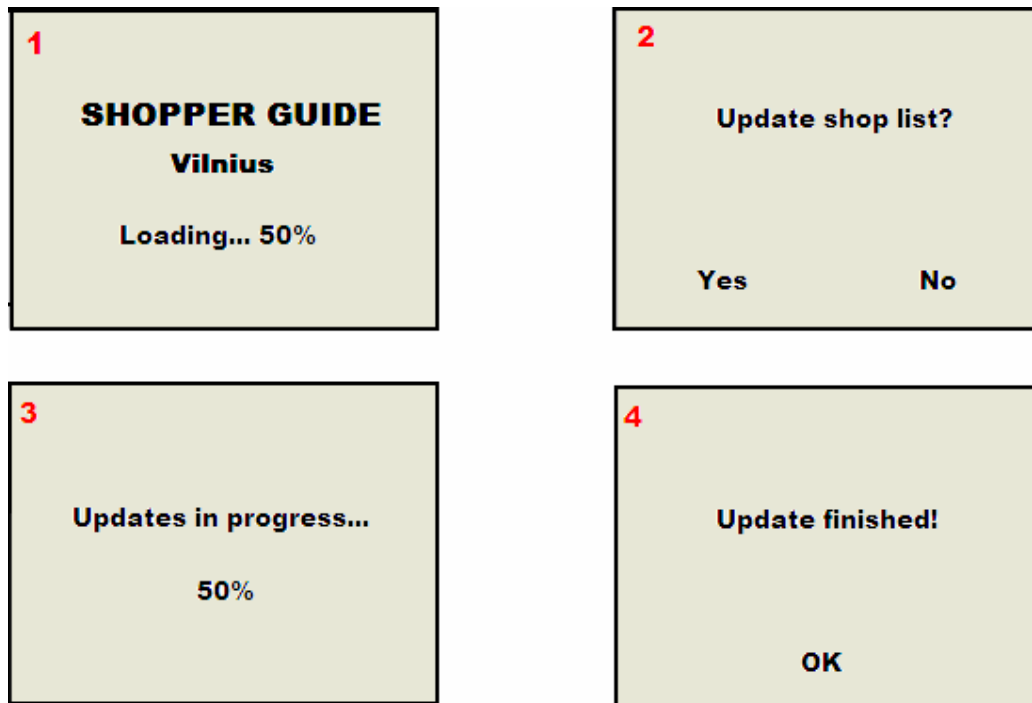 1
SHOPPER GUIDE
Vilnius
Loading... 50%
2
Update shop list?
Yes No
3
Updates in progress...
50%
4
Update finished!
OK